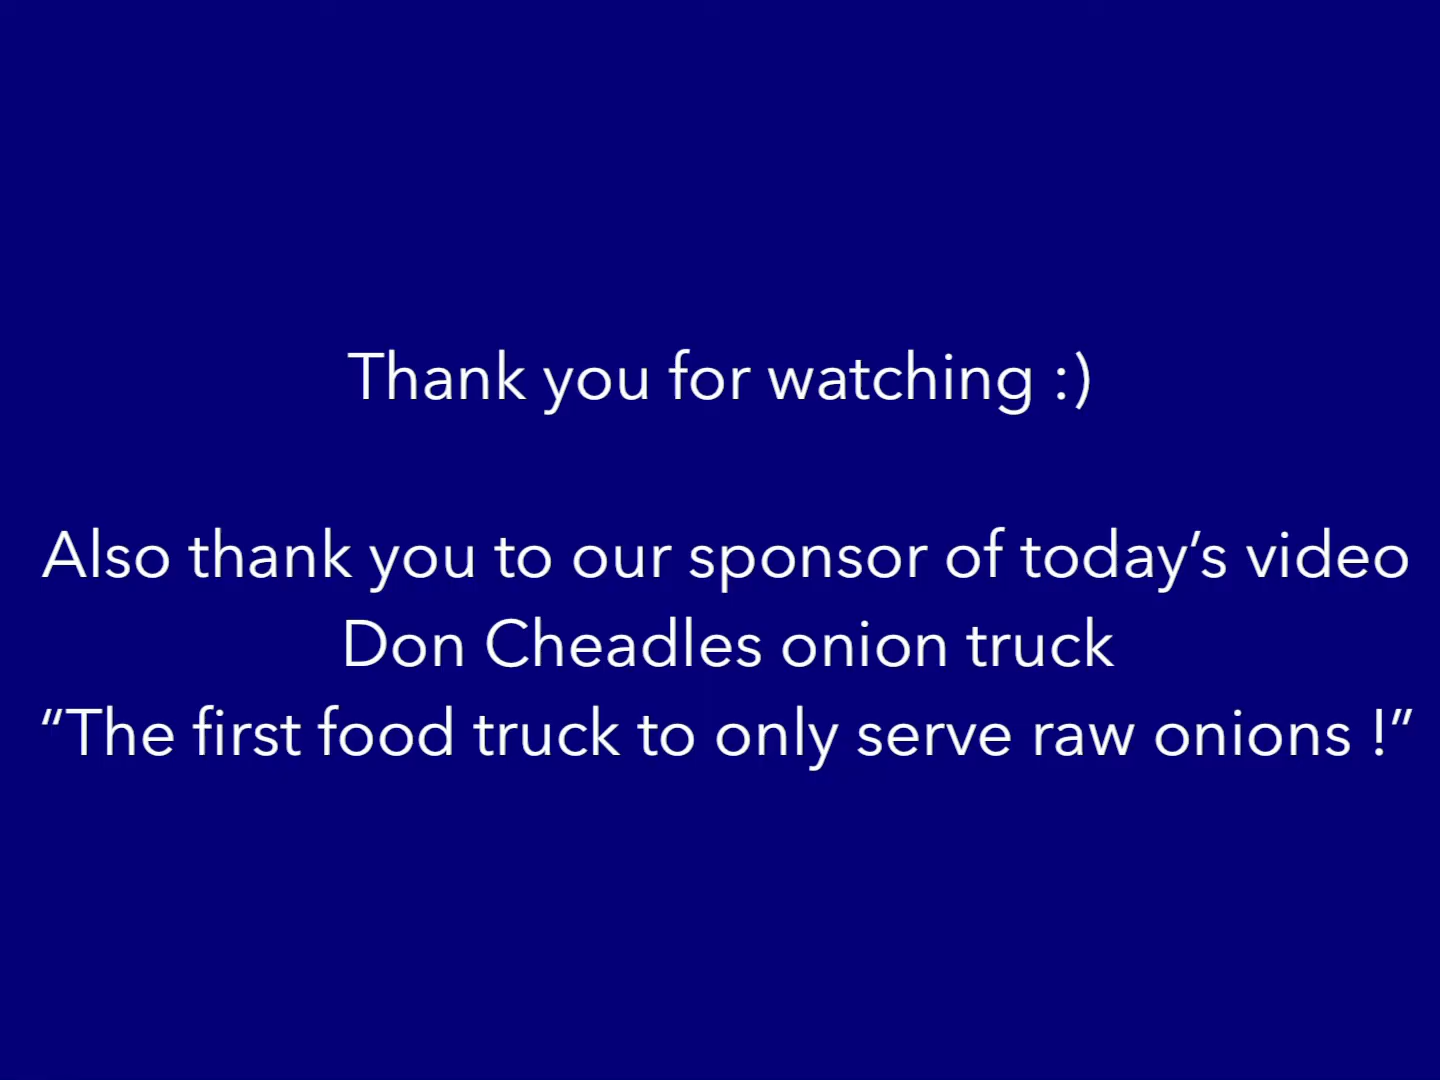 Thank you for watching :)
Also thank you to our sponsor of today’s video
Don Cheadles onion truck
“The first food truck to only serve raw onions !”